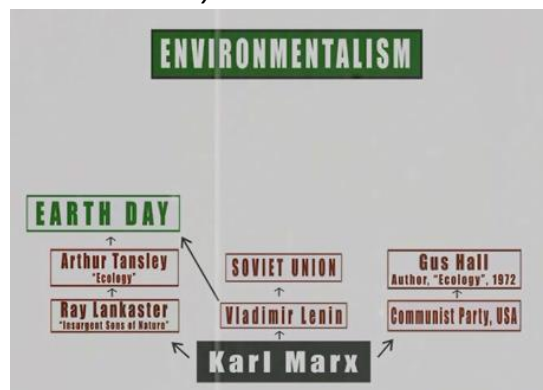 ENVIRONMENTALISM
EARTH DAY
Arthur Tansley
"Ecology"
SOVIET UNION
Gus Hall
Author, "Ecology", 1972
Ray Lankaster
"Insurgent Sons of Nature"
Vladimir Lenin
Communist Party, USA
Karl Marx